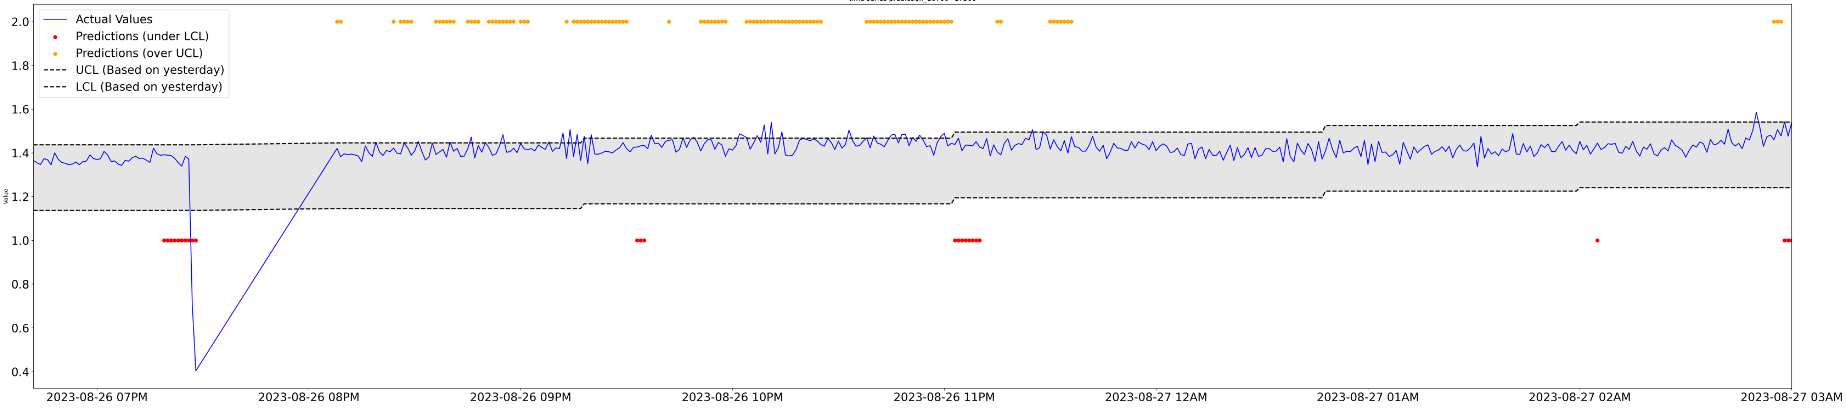 2.0
1.8
1.6
1.4
1.2
1.0
0.8
0.6
0.4
Value
Actual Values
Predictions (under LCL)
Predictions (over UCL)
UCL (Based on yesterday)
LCL (Based on yesterday)
2023-08-26 07PM
2023-08-26 08PM
2023-08-26 09PM
2023-08-26 10PM
2023-08-26 11PM
2023-08-27 12AM
2023-08-27 01AM
2023-08-27 02AM
2023-08-27 03AM